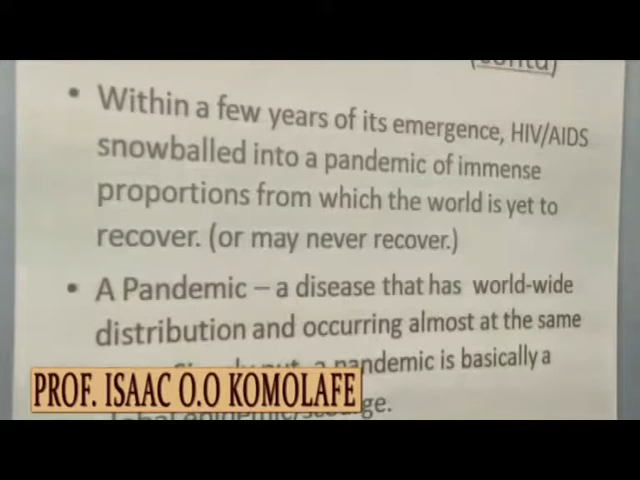 (contd)
• Within a few years of its emergence, HIV/AIDS
snowballed into a pandemic of immense
proportions from which the world is yet to
recover. (or may never recover.)
• A Pandemic – a disease that has world-wide
distribution and occurring almost at the same
a pandemic is basically a
PROF. ISAAC O.O KOMOLAFE